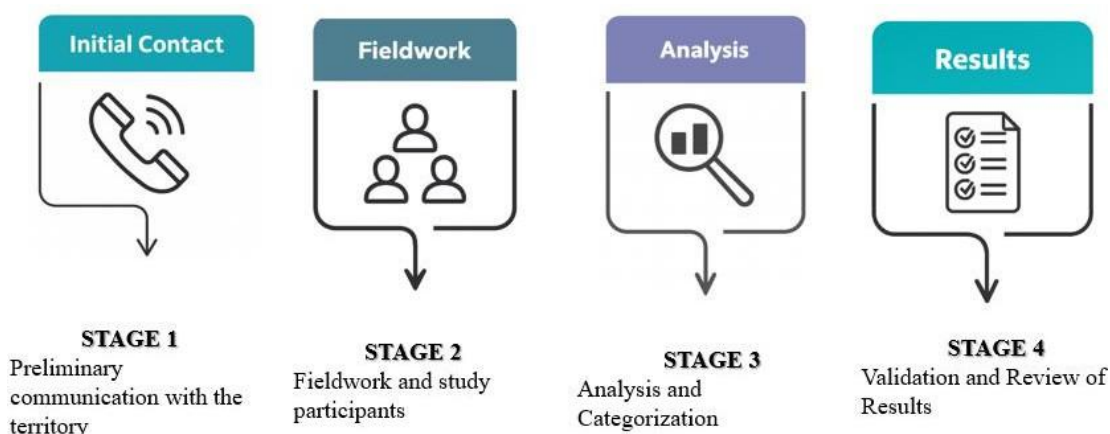 Initial Contact
Fieldwork
Analysis
Results
STAGE 1
Preliminary
communication with the
territory
STAGE 2
Fieldwork and study
participants
STAGE 3
Analysis and
Categorization
STAGE 4
Validation and Review of
Results